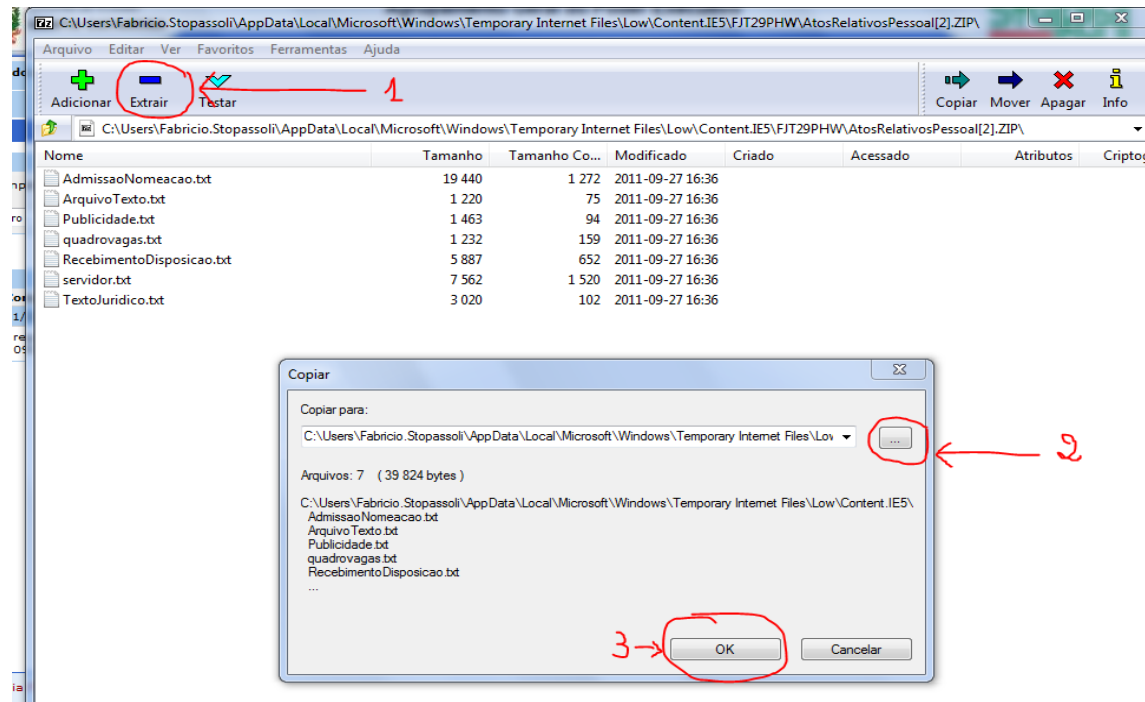 C:\Users\Fabricio.Stopassoli\AppData\Local\Microsoft\Windows\Temporary Internet Files\Low\Content.IE5\FJT29PHW\AtosRelativosPessoal[2].ZIP\
Arquivo Editar Ver Favoritos Ferramentas Ajuda
Adicionar Extrair Testar 1 Copiar Mover Apagar Info
C:\Users\Fabricio.Stopassoli\AppData\Local\Microsoft\Windows\Temporary Internet Files\Low\Content.IE5\FJT29PHW\AtosRelativosPessoal[2].ZIP\
Nome Tamanho Tamanho Co... Modificado Criado Acessado Atributos Criptog
AdmissaoNomeacao.txt 19 440 1 272 2011-09-27 16:36
ArquivoTexto.txt 1 220 75 2011-09-27 16:36
Publicidade.txt 1 463 94 2011-09-27 16:36
quadrovagas.txt 1 232 159 2011-09-27 16:36
RecebimentoDisposicao.txt 5 887 652 2011-09-27 16:36
servidor.txt 7 562 1 520 2011-09-27 16:36
TextoJuridico.txt 3 020 102 2011-09-27 16:36
Copiar
Copiar para:
C:\Users\Fabricio.Stopassoli\AppData\Local\Microsoft\Windows\Temporary Internet Files\Lov ...
2
Arquivos: 7 ( 39 824 bytes )
C:\Users\Fabricio.Stopassoli\AppData\Local\Microsoft\Windows\Temporary Internet Files\Low\Content.IE5\
AdmissaoNomeacao.txt
ArquivoTexto.txt
Publicidade.txt
quadrovagas.txt
RecebimentoDisposicao.txt
...
3 OK Cancelar